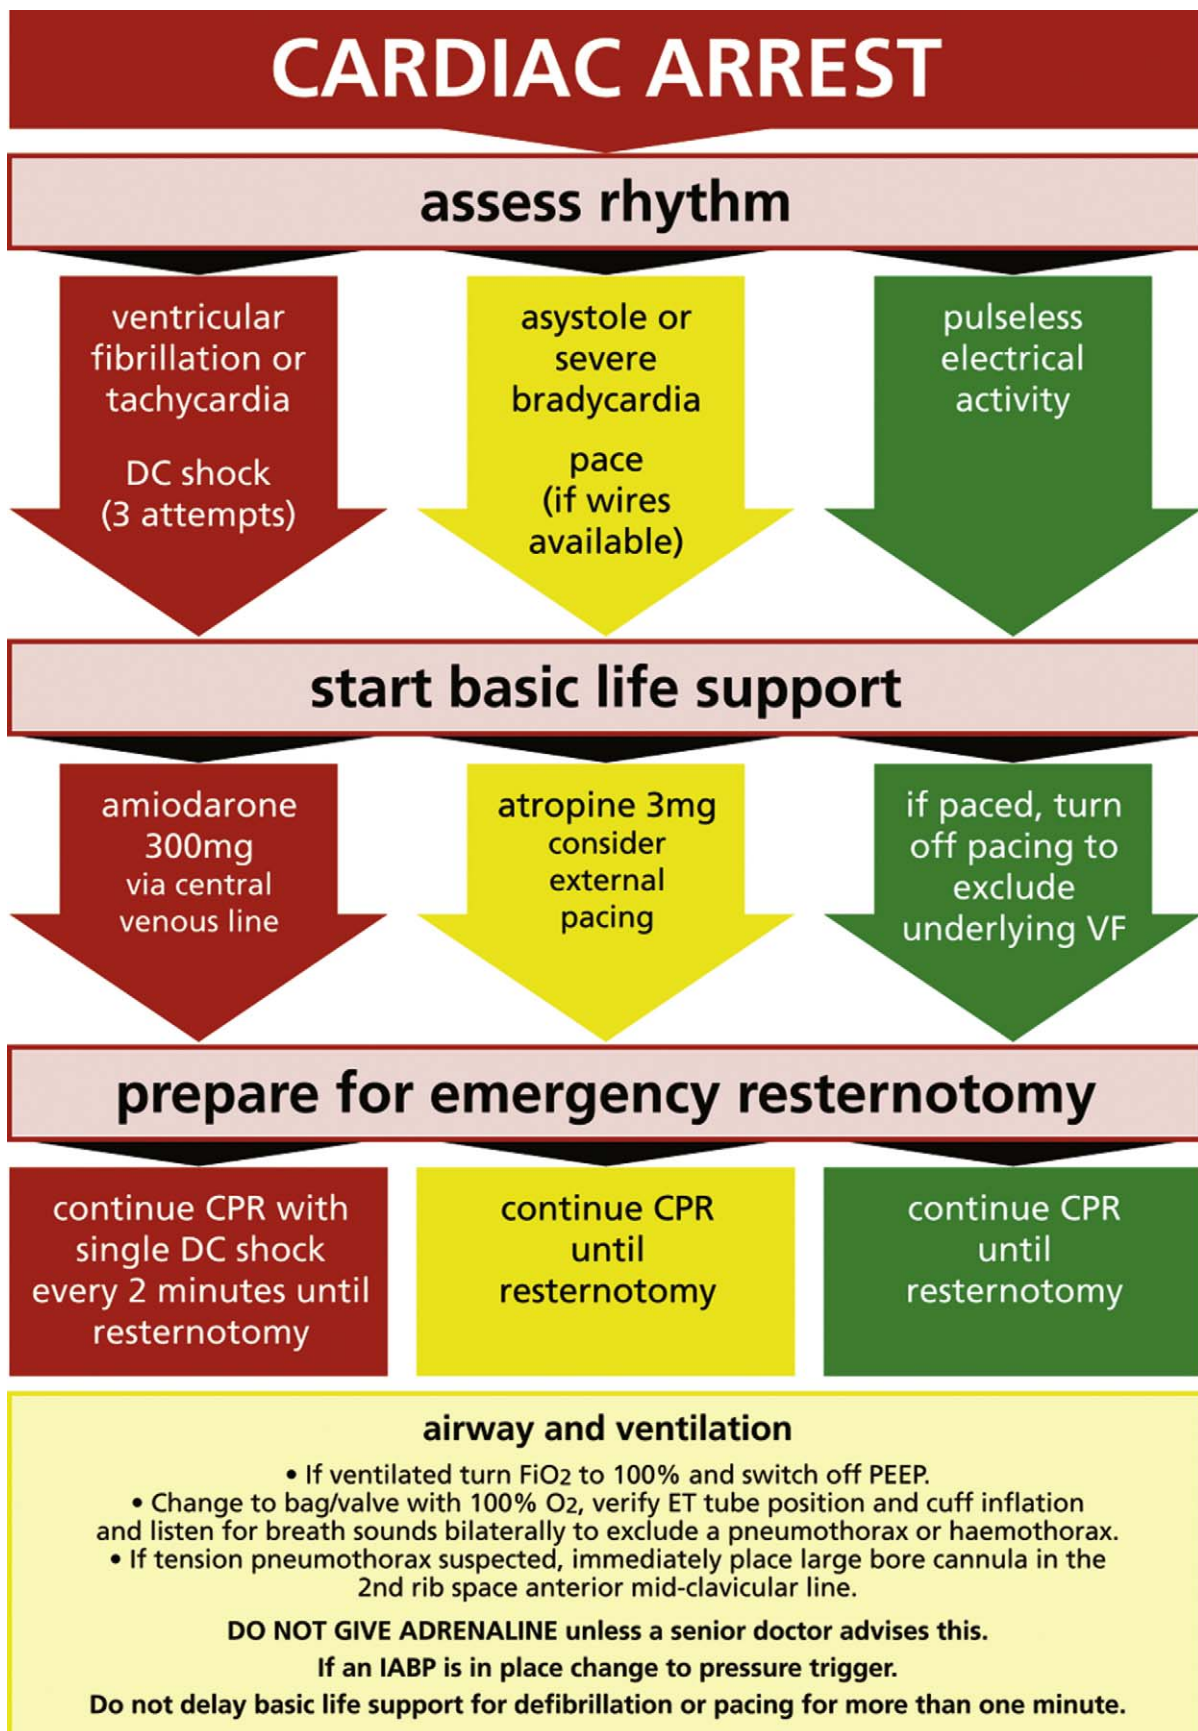 CARDIAC ARREST
assess rhythm
ventricular
fibrillation or
tachycardia
DC shock
(3 attempts)
asystole or
severe
bradycardia
pace
(if wires
available)
pulseless
electrical
activity
start basic life support
amiodarone
300mg
via central
venous line
atropine 3mg
consider
external
pacing
if paced, turn
off pacing to
exclude
underlying VF
prepare for emergency resternotomy
continue CPR with
single DC shock
every 2 minutes until
resternotomy
continue CPR
until
resternotomy
continue CPR
until
resternotomy
airway and ventilation
• If ventilated turn FiO2 to 100% and switch off PEEP.
• Change to bag/valve with 100% O2, verify ET tube position and cuff inflation
and listen for breath sounds bilaterally to exclude a pneumothorax or haemothorax.
• If tension pneumothorax suspected, immediately place large bore cannula in the
2nd rib space anterior mid-clavicular line.
DO NOT GIVE ADRENALINE unless a senior doctor advises this.
If an IABP is in place change to pressure trigger.
Do not delay basic life support for defibrillation or pacing for more than one minute.